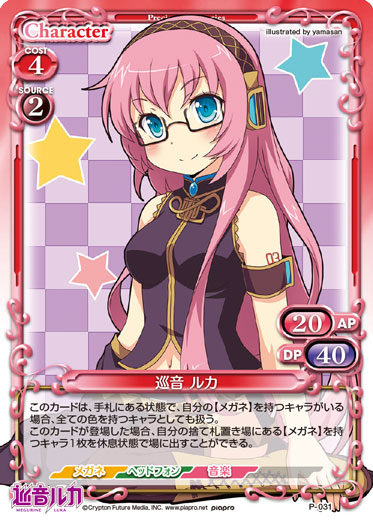 Precious Memories
Character
illustrated by yamasan
COST
4
SOURCE
2
20 AP
DP 40
巡音 ルカ
このカードは、手札にある状態で、自分の【メガネ】を持つキャラがいる
場合、全ての色を持つカードとして扱う。
このカードが登場した場合、自分の捨て札置き場にある【メガネ】を持
つキャラ1枚を休息状態で場に出すことができる。
メガネ ヘッドフォン 音楽
巡音ルカ
MEGURINE LUKA
©Crypton Future Media, INC. www.piapro.net piapro
P-031